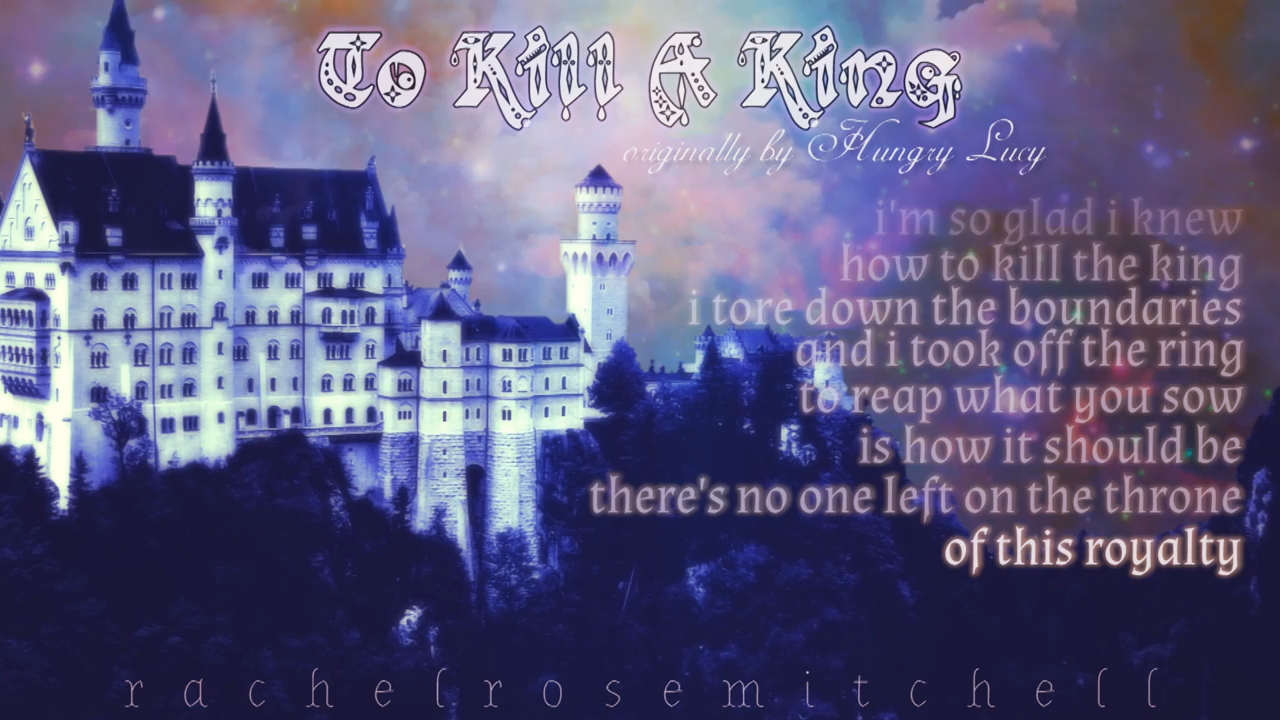 To Kill A King
originally by Hungry Lucy
i'm so glad i knew
how to kill the king
i tore down the boundaries
and i took off the ring
to reap what you sow
is how it should be
there's no one left on the throne
of this royalty
rachelrosemitchell